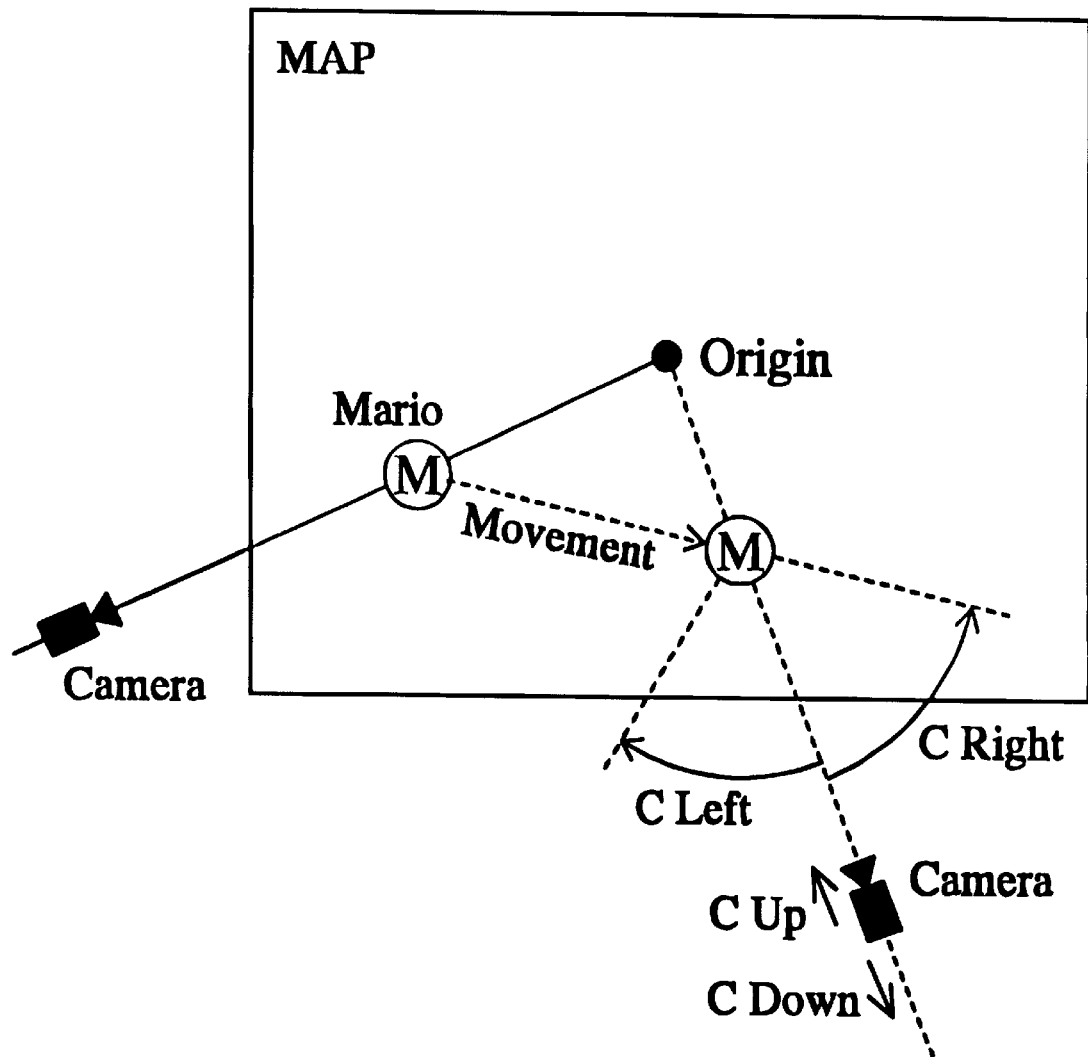 MAP
Origin
Mario
M
Movement
M
Camera
C Right
C Left
Camera
C Up
C Down